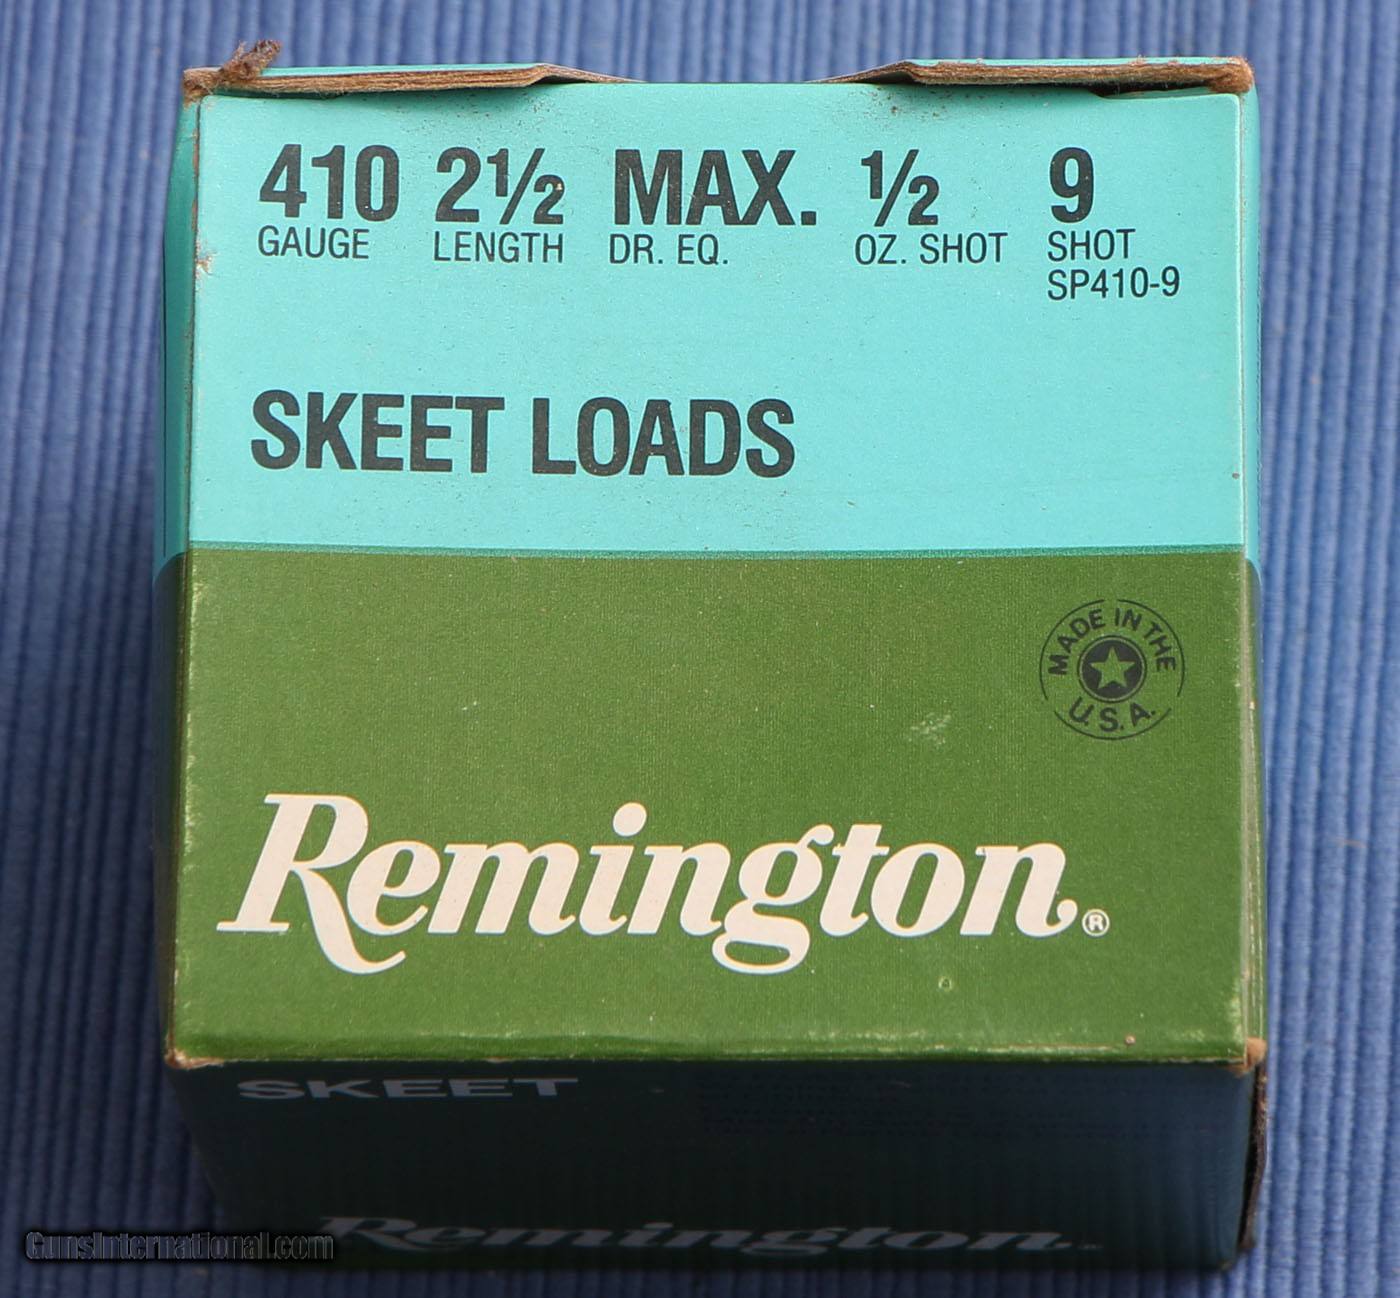 410 2½ MAX. ½ 9
GAUGE LENGTH DR. EQ. OZ. SHOT SHOT
SP410-9
SKEET LOADS
MADE IN THE
U.S.A.
Remington®
SKEET
Remington
GunsInternational.com